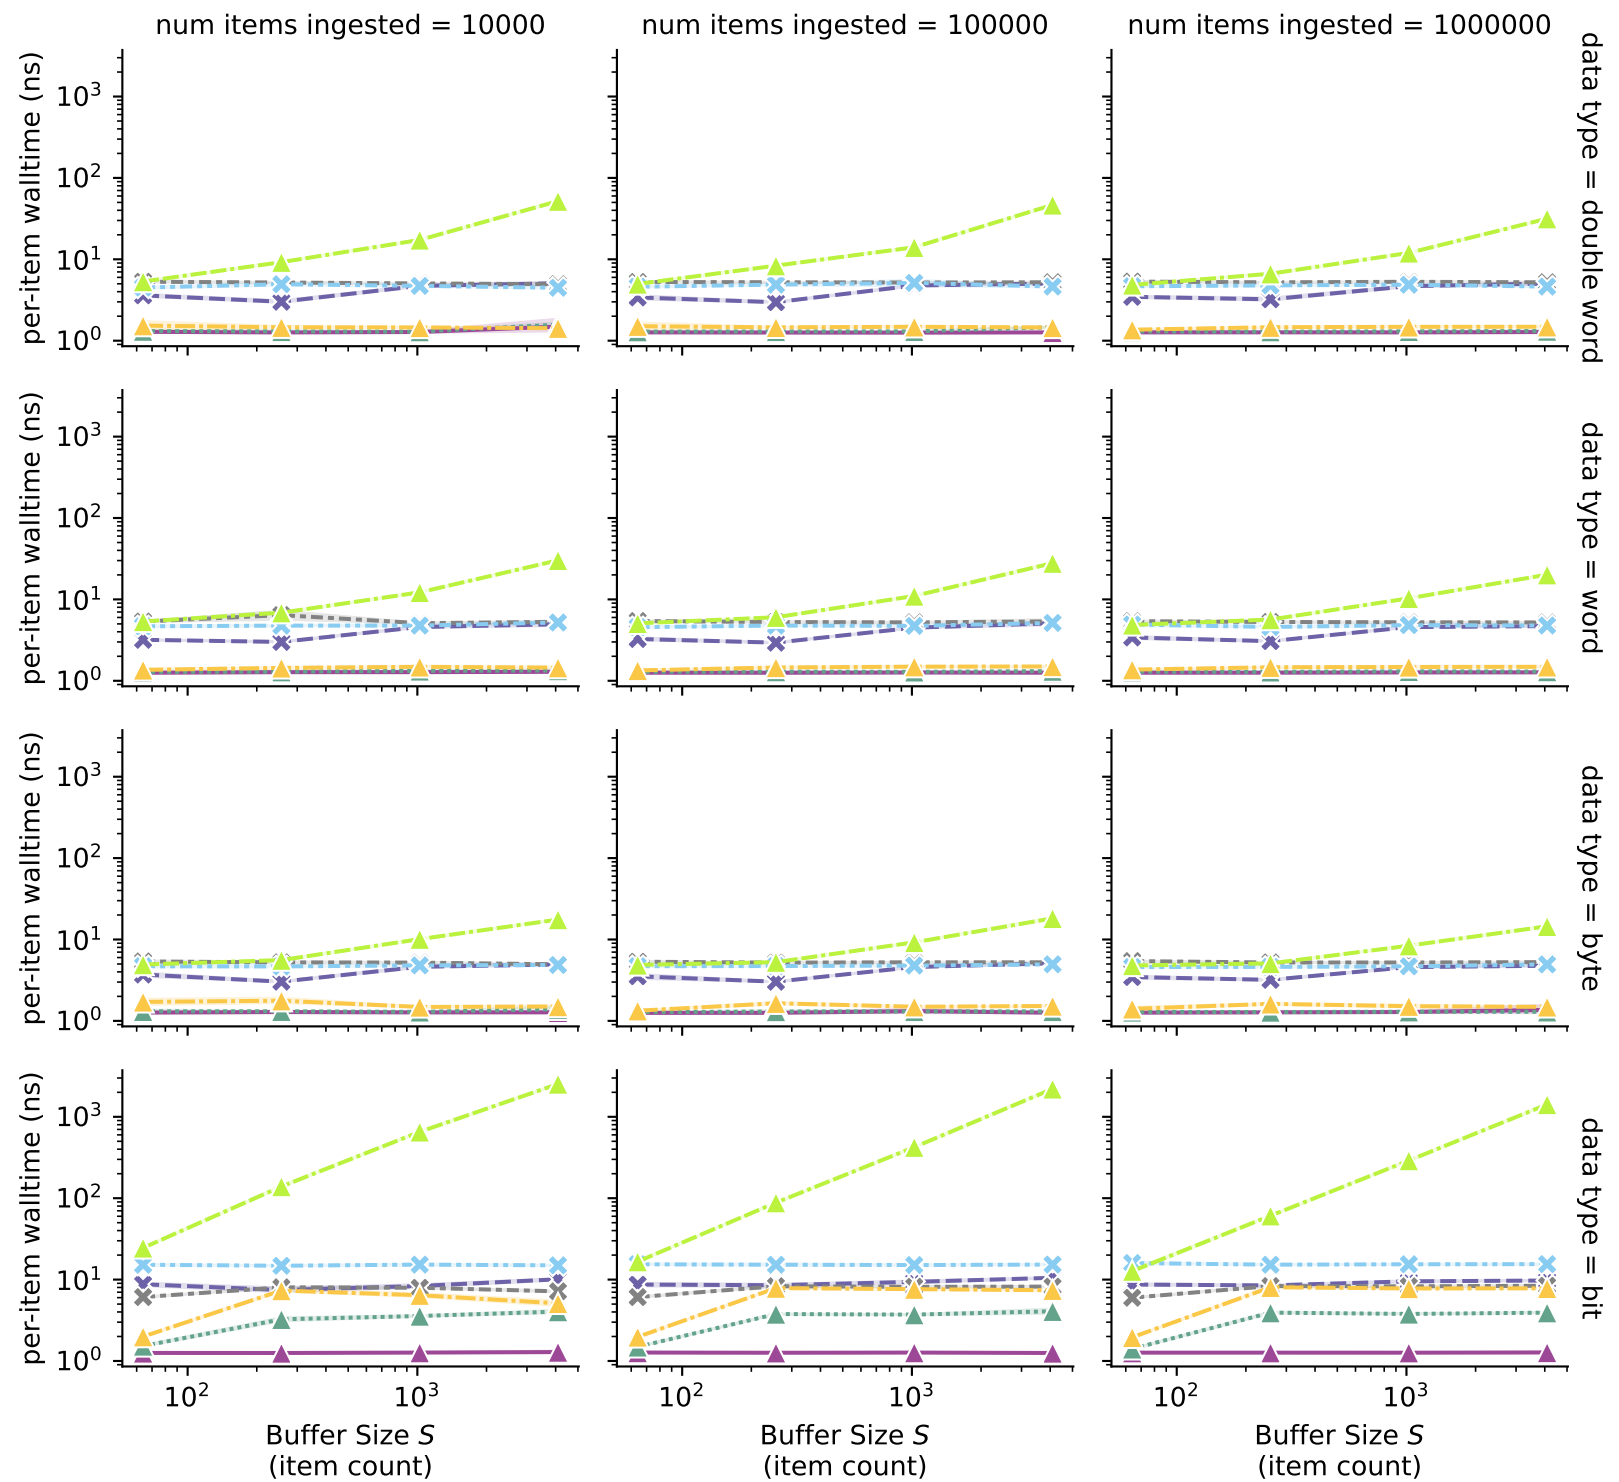 num items ingested = 10000
num items ingested = 100000
num items ingested = 1000000
per-item walltime (ns)
10³
10²
10¹
10⁰
data type = double word
per-item walltime (ns)
10³
10²
10¹
10⁰
data type = word
per-item walltime (ns)
10³
10²
10¹
10⁰
data type = byte
per-item walltime (ns)
10³
10²
10¹
10⁰
data type = bit
10² 10³
10² 10³
10² 10³
Buffer Size S
(item count)
Buffer Size S
(item count)
Buffer Size S
(item count)